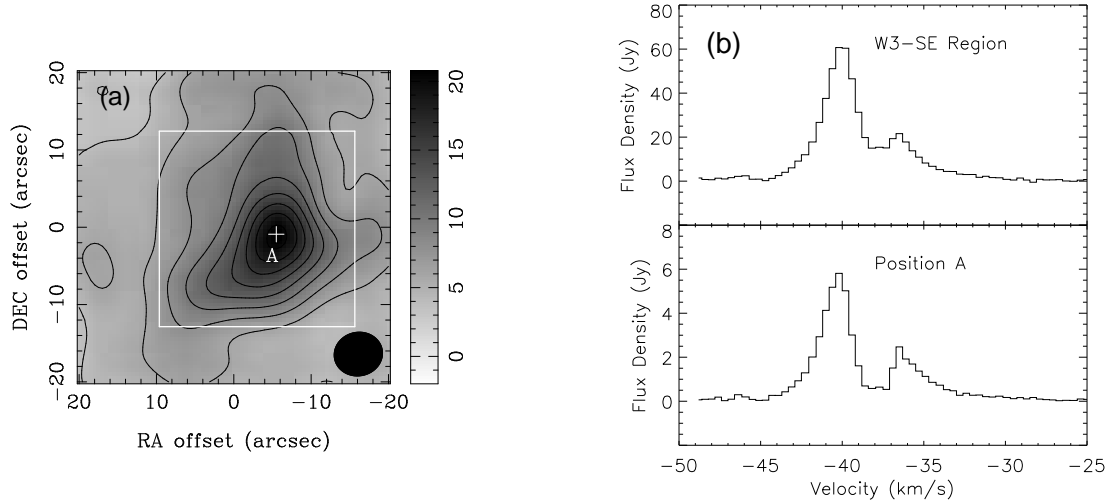 (a)
A
20
10
0
−10
−20
DEC offset (arcsec)
20 10 0 −10 −20
RA offset (arcsec)
20
15
10
5
0
(b)
W3−SE Region
80
60
40
20
0
Flux Density (Jy)
Position A
8
6
4
2
0
Flux Density (Jy)
−50 −45 −40 −35 −30 −25
Velocity (km/s)